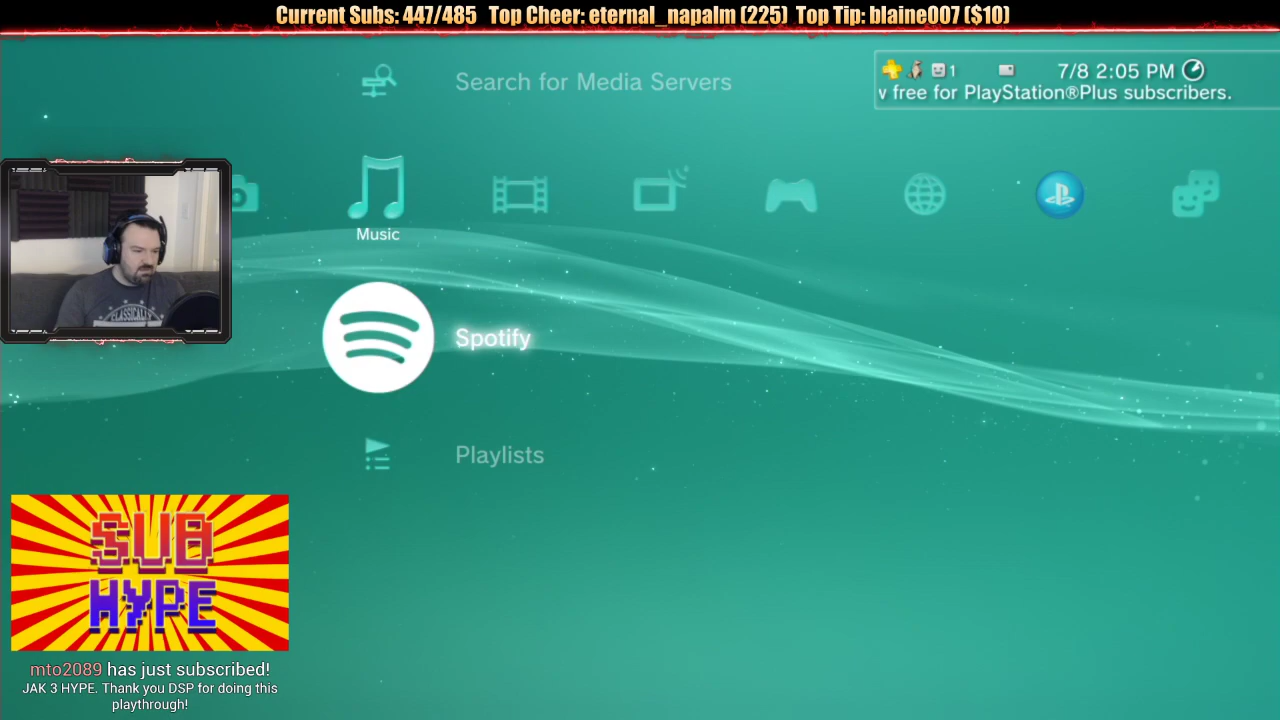 Current Subs: 447/485 Top Cheer: eternal_napalm (225) Top Tip: blaine007 ($10)
Search for Media Servers
1 7/8 2:05 PM
v free for PlayStation®Plus subscribers.
Music
CLASSICALLY
Spotify
Playlists
SUB
HYPE
mto2089 has just subscribed!
JAK 3 HYPE. Thank you DSP for doing this
playthrough!